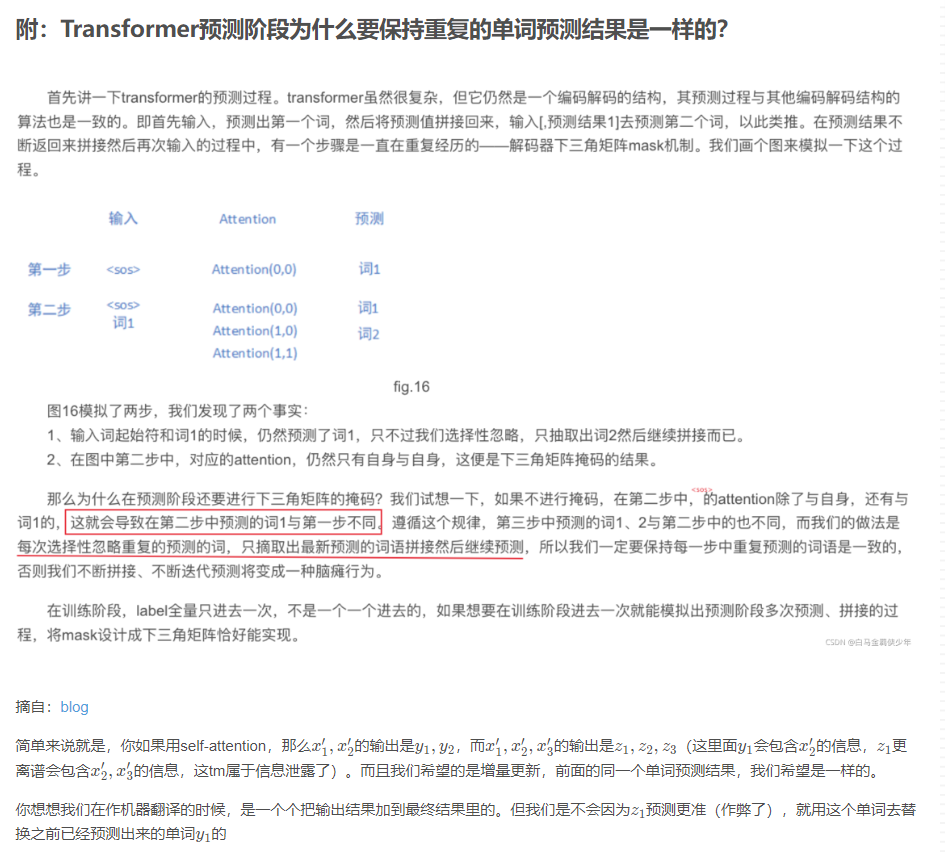 附：Transformer预测阶段为什么要保持重复的单词预测结果是一样的?
首先讲一下transformer的预测过程。transformer虽然很复杂，但它仍然是一个编码解码的结构，其预测过程与其他编码解码结构的
算法也是一致的。即首先输入，预测出第一个词，然后将预测值拼接回来，输入[,预测结果1]去预测第二个词，以此类推。在预测结果不
断返回来拼接然后再次输入的过程中，有一个步骤是一直在重复经历的——解码器下三角矩阵mask机制。我们画个图来模拟一下这个过
程。
输入 Attention 预测
第一步 <sos> Attention(0,0) 词1
第二步 <sos> Attention(0,0) 词1
词1 Attention(1,0) 词2
Attention(1,1)
fig.16
图16模拟了两步，我们发现了两个事实：
1、输入词起始符和词1的时候，仍然预测了词1，只不过我们选择性忽略，只抽取出词2然后继续拼接而已。
2、在图中第二步中，对应的attention，仍然只有自身与自身，这便是下三角矩阵掩码的结果。
<sos>
那么为什么在预测阶段还要进行下三角矩阵的掩码？我们试想一下，如果不进行掩码，在第二步中，的attention除了与自身，还有与
词1的，这就会导致在第二步中预测的词1与第一步不同。遵循这个规律，第三步中预测的词1、2与第二步中的也不同，而我们的做法是
每次选择性忽略重复的预测的词，只摘取出最新预测的词语拼接然后继续预测，所以我们一定要保持每一步中重复预测的词语是一致的，
否则我们不断拼接、不断迭代预测将变成一种脑瘫行为。
在训练阶段，label全量只进去一次，不是一个一个进去的，如果想要在训练阶段进去一次就能模拟出预测阶段多次预测、拼接的过
程，将mask设计成下三角矩阵恰好能实现。
CSDN @白马金羁侠少年
摘自：blog
简单来说就是，你如果用self-attention，那么x₁′, x₂′的输出是y₁, y₂，而x₁′, x₂′, x₃′的输出是z₁, z₂, z₃（这里面y₁会包含x₂′的信息，z₁更
离谱会包含x₂′, x₃′的信息，这tm属于信息泄露了）。而且我们希望的是增量更新，前面的同一个单词预测结果，我们希望是一样的。
你想想我们在作机器翻译的时候，是一个个把输出结果加到最终结果里的。但我们是不会因为z₁预测更准（作弊了），就用这个单词去替
换之前已经预测出来的单词y₁的